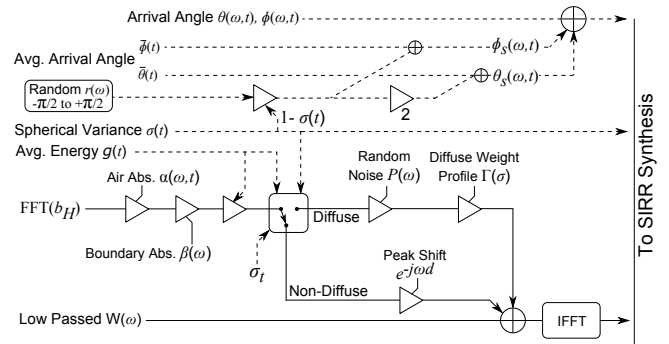 Arrival Angle θ(ω,t), ϕ(ω,t)
ϕ̄(t)
ϕs(ω,t)
Avg. Arrival Angle
θ̄(t)
θs(ω,t)
Random r(ω)
-π/2 to +π/2
2
1- σ(t)
Spherical Variance σ(t)
Avg. Energy g(t)
Air Abs. α(ω,t)
Random
Noise P(ω)
Diffuse Weight
Profile Γ(σ)
FFT(bH)
Diffuse
Boundary Abs. β(ω)
σt
Peak Shift
e^-jωd
Non-Diffuse
Low Passed W(ω)
IFFT
To SIRR Synthesis